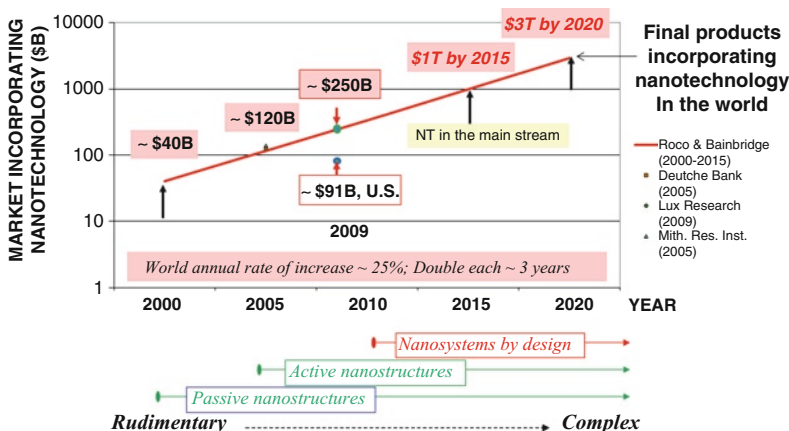 MARKET INCORPORATING
NANOTECHNOLOGY ($B)
10000
1000
100
10
1
~ $40B
~ $120B
~ $250B
~ $91B, U.S.
2009
$1T by 2015
$3T by 2020
NT in the main stream
World annual rate of increase ~ 25%; Double each ~ 3 years
2000 2005 2010 2015 2020 YEAR
Final products
incorporating
nanotechnology
In the world
Roco & Bainbridge
(2000-2015)
Deutche Bank
(2005)
Lux Research
(2009)
Mith. Res. Inst.
(2005)
Nanosystems by design
Active nanostructures
Passive nanostructures
Rudimentary Complex